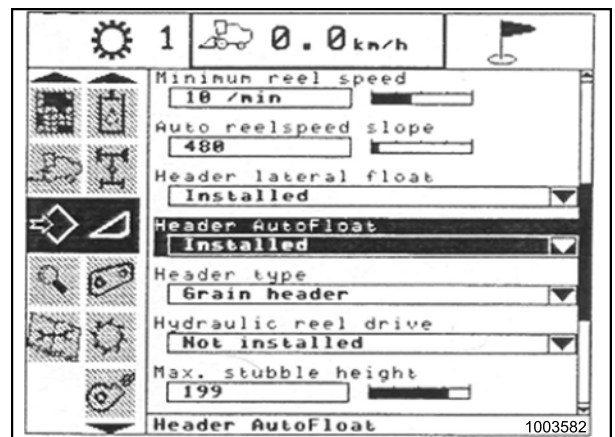 1 0.0km/h
Minimum reel speed
10 /min
Auto reelspeed slope
480
Header lateral float
Installed
Header AutoFloat
Installed
Header type
Grain header
Hydraulic reel drive
Not installed
Max. stubble height
199
Header AutoFloat
1003582